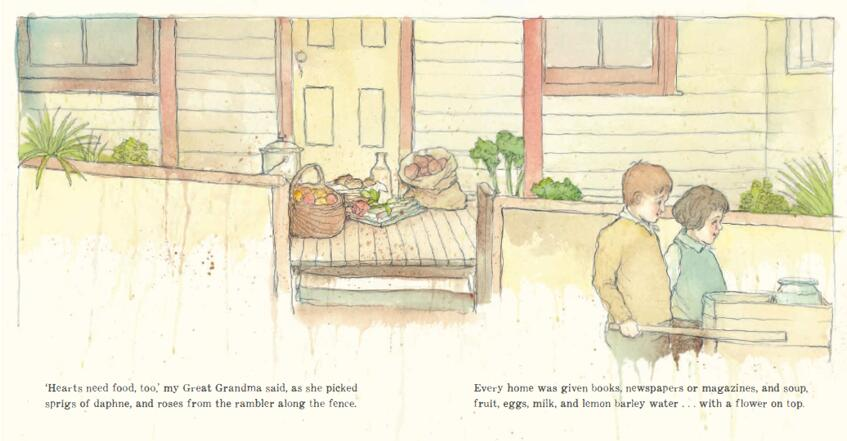 ‘Hearts need food, too,’ my Great Grandma said, as she picked
sprigs of daphne, and roses from the rambler along the fence.
Every home was given books, newspapers or magazines, and soup,
fruit, eggs, milk, and lemon barley water . . . with a flower on top.